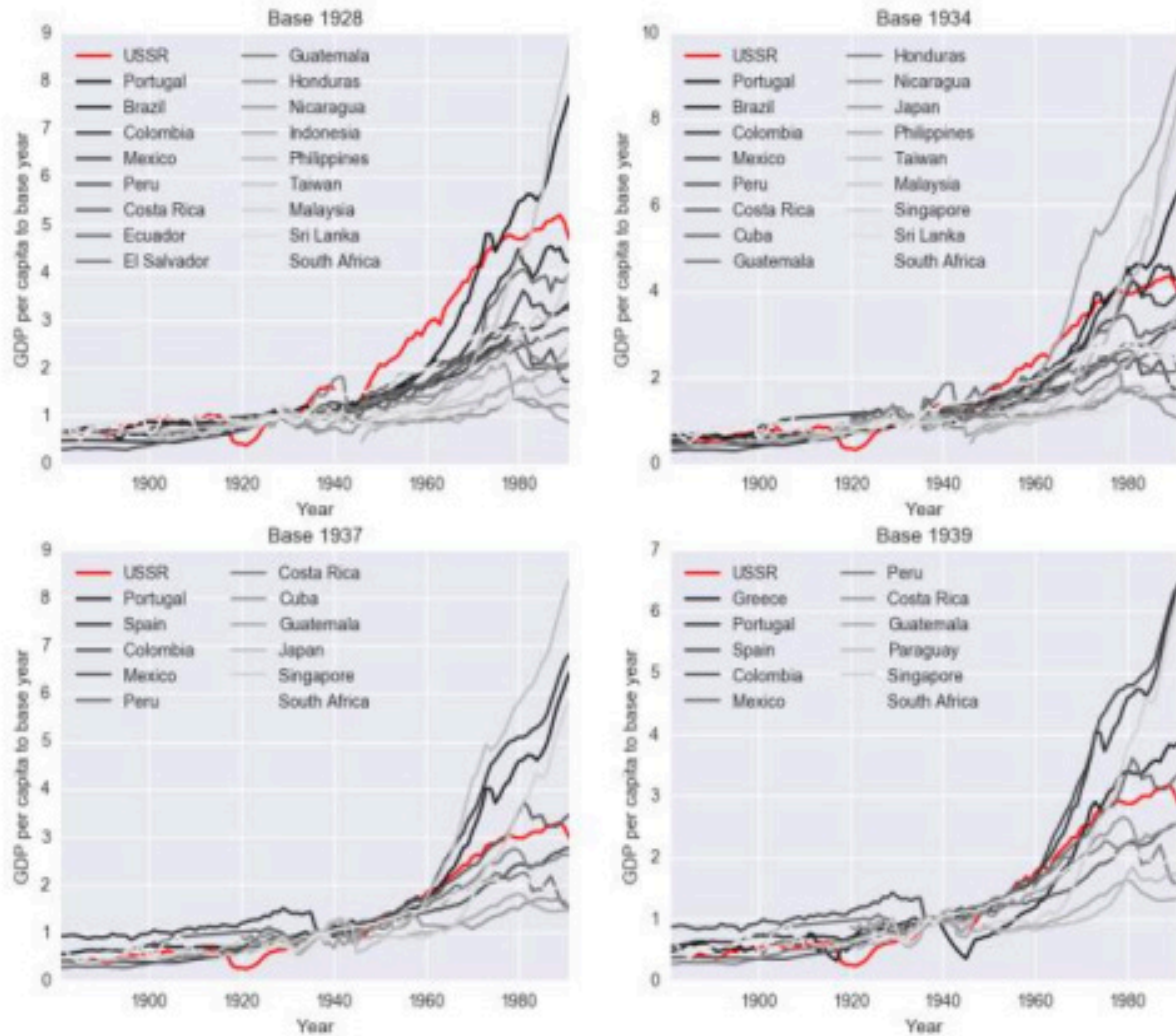 Base 1928
GDP per capita to base year
9
8
7
6
5
4
3
2
1
0
USSR
Portugal
Brazil
Colombia
Mexico
Peru
Costa Rica
Ecuador
El Salvador
Guatemala
Honduras
Nicaragua
Indonesia
Philippines
Taiwan
Malaysia
Sri Lanka
South Africa
1900 1920 1940 1960 1980
Year
Base 1934
GDP per capita to base year
10
8
6
4
2
0
USSR
Portugal
Brazil
Colombia
Mexico
Peru
Costa Rica
Cuba
Guatemala
Honduras
Nicaragua
Japan
Philippines
Taiwan
Malaysia
Singapore
Sri Lanka
South Africa
1900 1920 1940 1960 1980
Year
Base 1937
GDP per capita to base year
9
8
7
6
5
4
3
2
1
0
USSR
Portugal
Spain
Colombia
Mexico
Peru
Costa Rica
Cuba
Guatemala
Japan
Singapore
South Africa
1900 1920 1940 1960 1980
Year
Base 1939
GDP per capita to base year
7
6
5
4
3
2
1
0
USSR
Greece
Portugal
Spain
Colombia
Mexico
Peru
Costa Rica
Guatemala
Paraguay
Singapore
South Africa
1900 1920 1940 1960 1980
Year